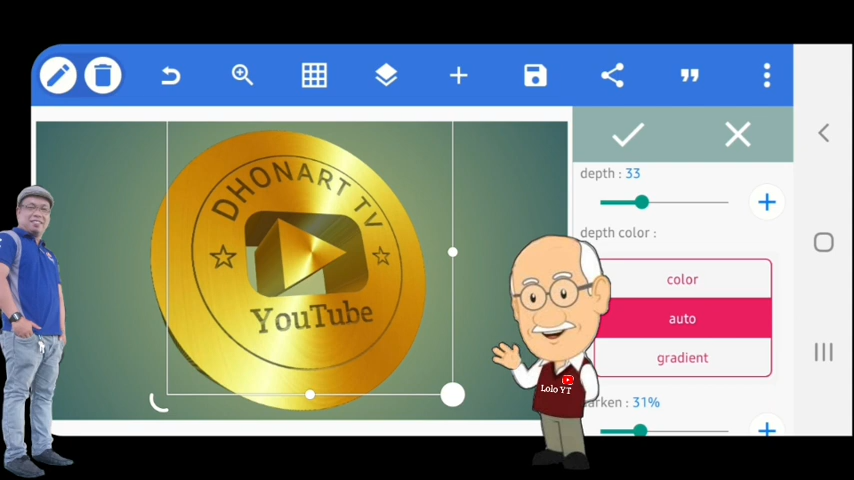 DHONART TV
YouTube
depth : 33
depth color :
color
auto
gradient
arken : 31%
Lolo YT